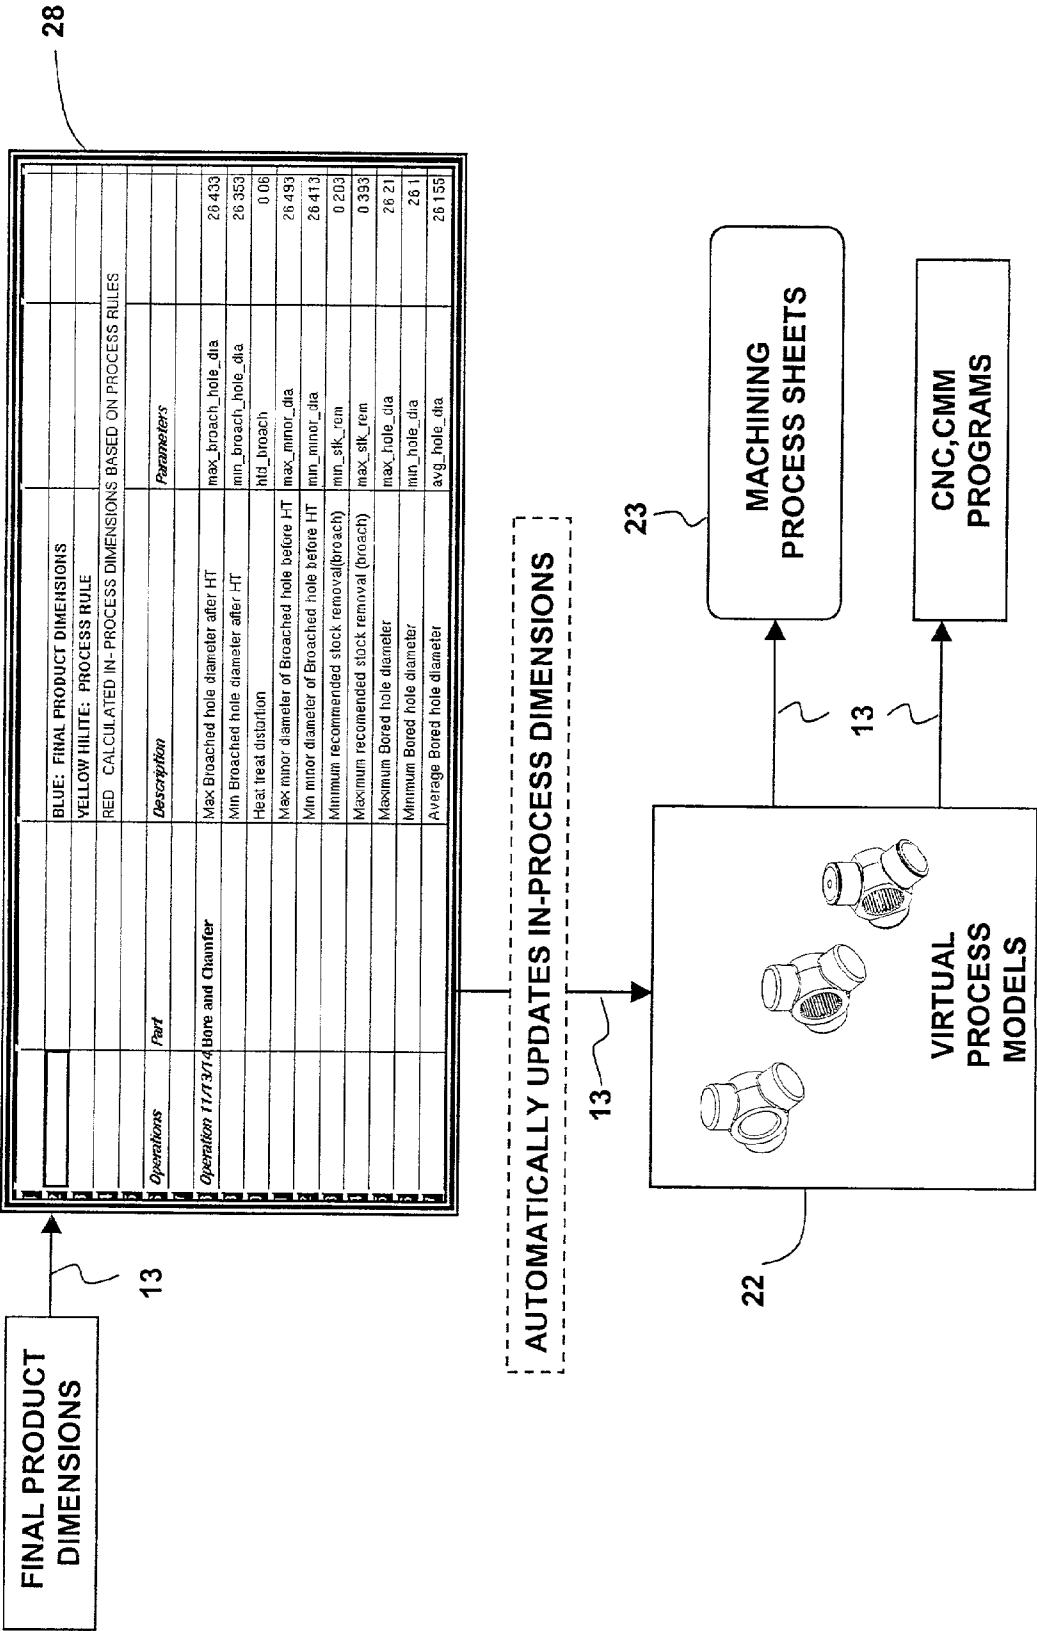 28
FINAL PRODUCT
DIMENSIONS
13
BLUE: FINAL PRODUCT DIMENSIONS
YELLOW HILITE: PROCESS RULE
RED CALCULATED IN- PROCESS DIMENSIONS BASED ON PROCESS RULES
Operations Part Description Parameters
Operation 11/13/14 Bore and Chamfer Max Broached hole diameter after HT max_broach_hole_dia 26 433
Min Broached hole diameter after HT min_broach_hole_dia 26 353
Heat treat distortion htd_broach 0 06
Max minor diameter of Broached hole before HT max_minor_dia 26 493
Min minor diameter of Broached hole before HT min_minor_dia 26 413
Minimum recommended stock removal(broach) min_stk_rem 0 203
Maximum recomended stock removal (broach) max_stk_rem 0 393
Maximum Bored hole diameter max_hole_dia 26 21
Minimum Bored hole diameter min_hole_dia 26 1
Average Bored hole diameter avg_hole_dia 26 155
AUTOMATICALLY UPDATES IN-PROCESS DIMENSIONS
13
23
22
VIRTUAL
PROCESS
MODELS
13
MACHINING
PROCESS SHEETS
CNC,CMM
PROGRAMS